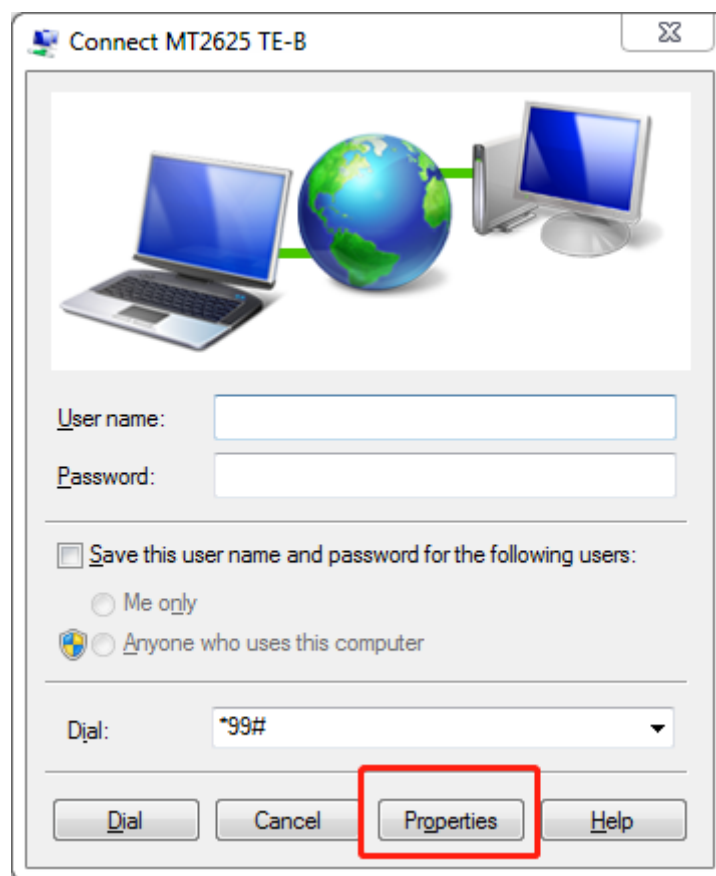 Connect MT2625 TE-B
User name:
Password:
Save this user name and password for the following users:
Me only
Anyone who uses this computer
Dial: *99#
Dial Cancel Properties Help